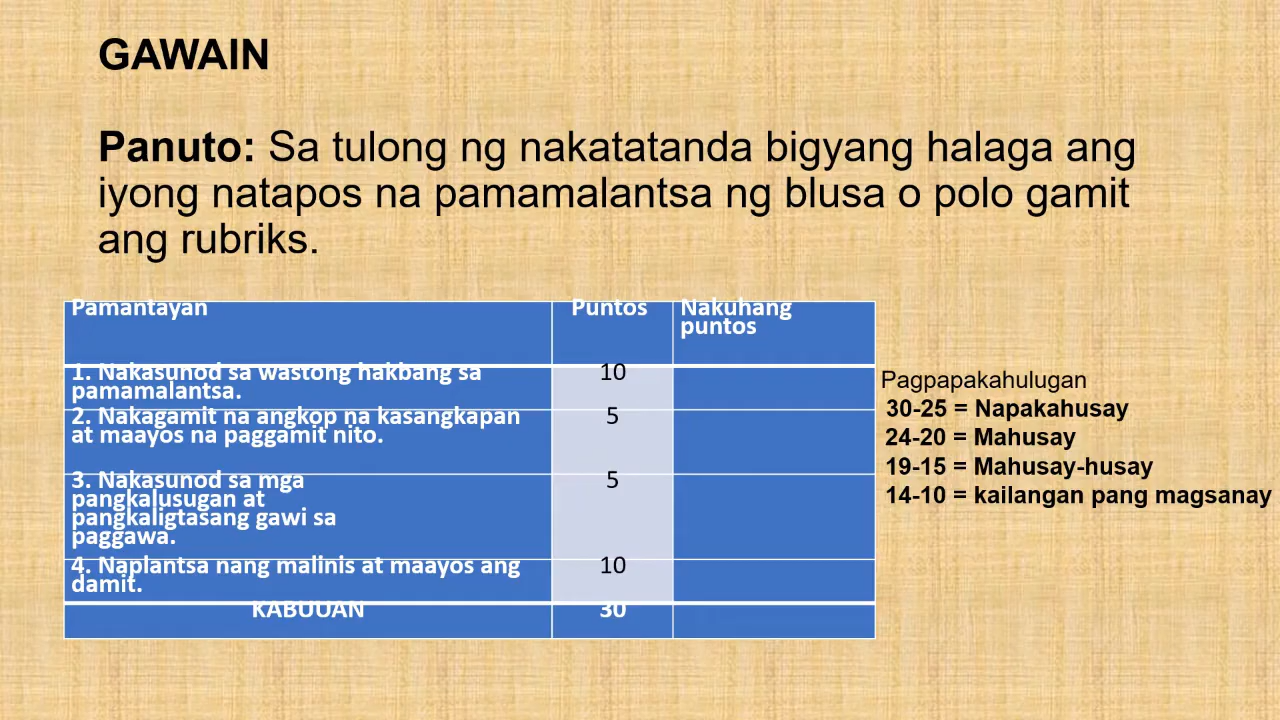 GAWAIN
Panuto: Sa tulong ng nakatatanda bigyang halaga ang
iyong natapos na pamamalantsa ng blusa o polo gamit
ang rubriks.
Pamantayan Puntos Nakuhang
puntos
1. Nakasunod sa wastong hakbang sa 10
pamamalantsa.
2. Nakagamit na angkop na kasangkapan 5
at maayos na paggamit nito.
3. Nakasunod sa mga 5
pangkalusugan at
pangkaligtasang gawi sa
paggawa.
4. Naplantsa nang malinis at maayos ang 10
damit.
KABUUAN 30
Pagpapakahulugan
30-25 = Napakahusay
24-20 = Mahusay
19-15 = Mahusay-husay
14-10 = kailangan pang magsanay